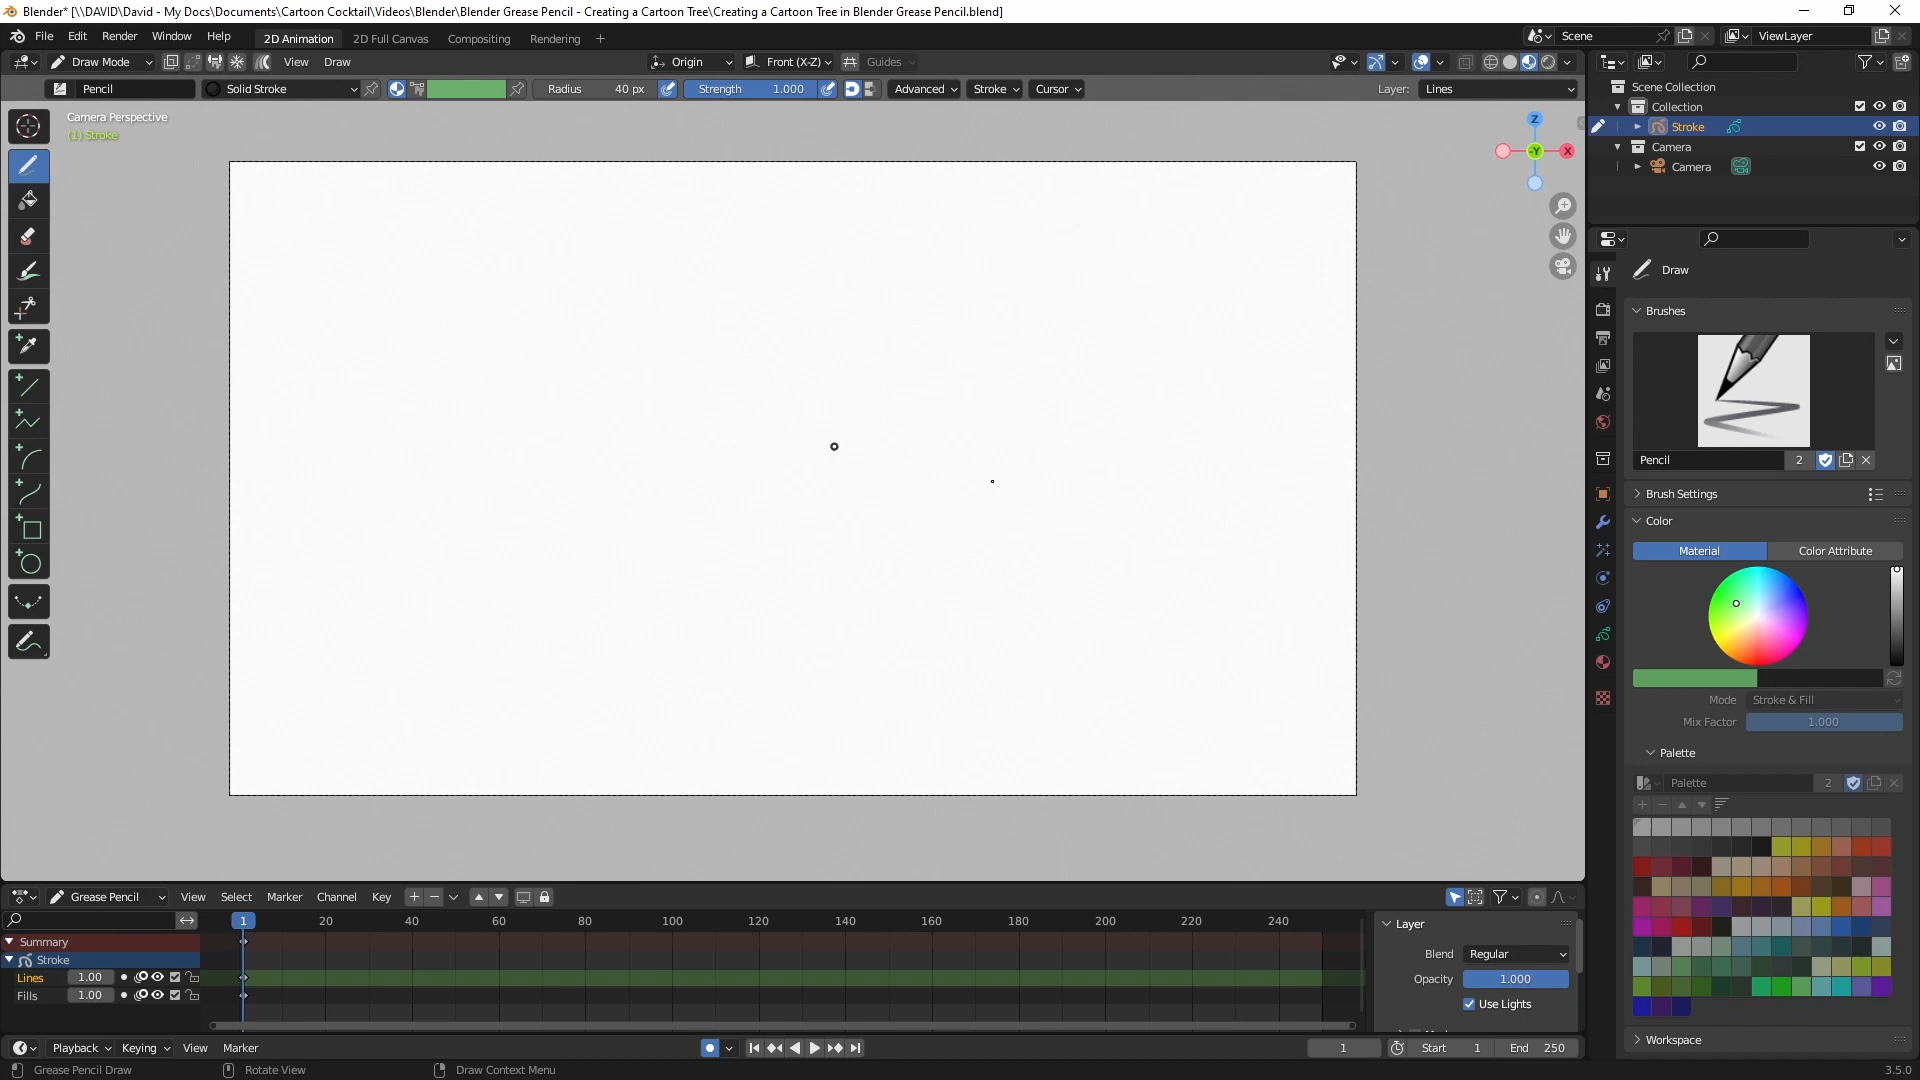 Blender* [\\DAVID\David - My Docs\Documents\Cartoon Cocktail\Videos\Blender\Blender Grease Pencil - Creating a Cartoon Tree\Creating a Cartoon Tree in Blender Grease Pencil.blend]
File Edit Render Window Help 2D Animation 2D Full Canvas Compositing Rendering + Scene ViewLayer
Draw Mode View Draw Origin Front (X-Z) Guides
Pencil Solid Stroke Radius 40 px Strength 1.000 Advanced Stroke Cursor Layer: Lines
Camera Perspective
(1) Stroke
Z
-Y
X
Scene Collection
Collection
Stroke
Camera
Camera
Draw
Brushes
Pencil 2
Brush Settings
Color
Material Color Attribute
Mode Stroke & Fill
Mix Factor 1.000
Palette
Palette 2
Workspace
Grease Pencil View Select Marker Channel Key
1 20 40 60 80 100 120 140 160 180 200 220 240
Summary
Stroke
Lines 1.00
Fills 1.00
Layer
Blend Regular
Opacity 1.000
Use Lights
Playback Keying View Marker 1 Start 1 End 250
Grease Pencil Draw Rotate View Draw Context Menu 3.5.0